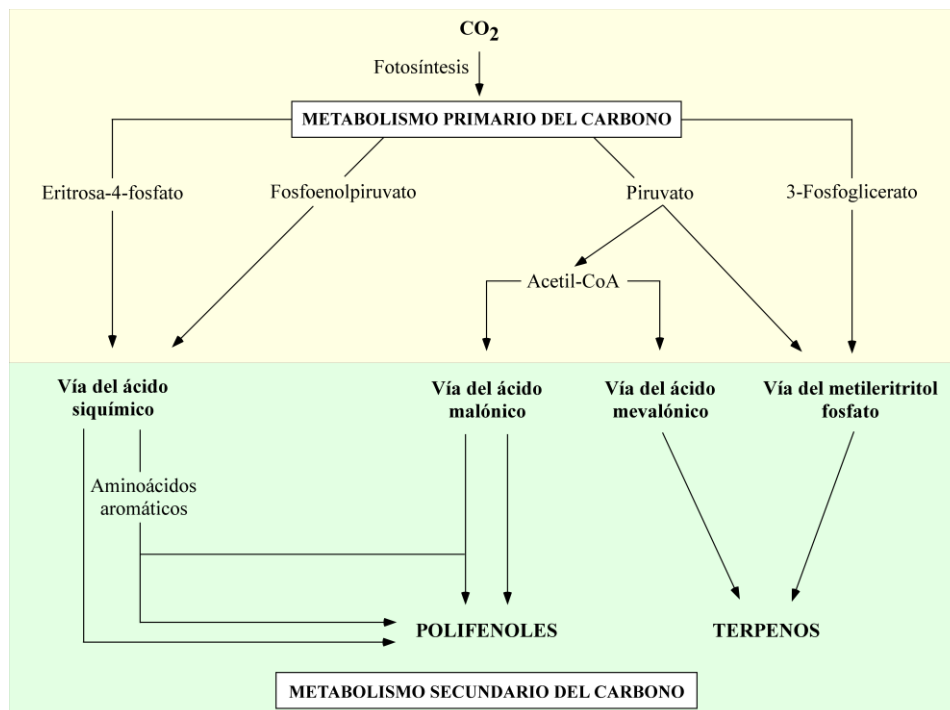 CO2
Fotosíntesis
METABOLISMO PRIMARIO DEL CARBONO
Eritrosa-4-fosfato
Fosfoenolpiruvato
Piruvato
3-Fosfoglicerato
Acetil-CoA
Vía del ácido
siquímico
Vía del ácido
malónico
Vía del ácido
mevalónico
Vía del metileritritol
fosfato
Aminoácidos
aromáticos
POLIFENOLES
TERPENOS
METABOLISMO SECUNDARIO DEL CARBONO